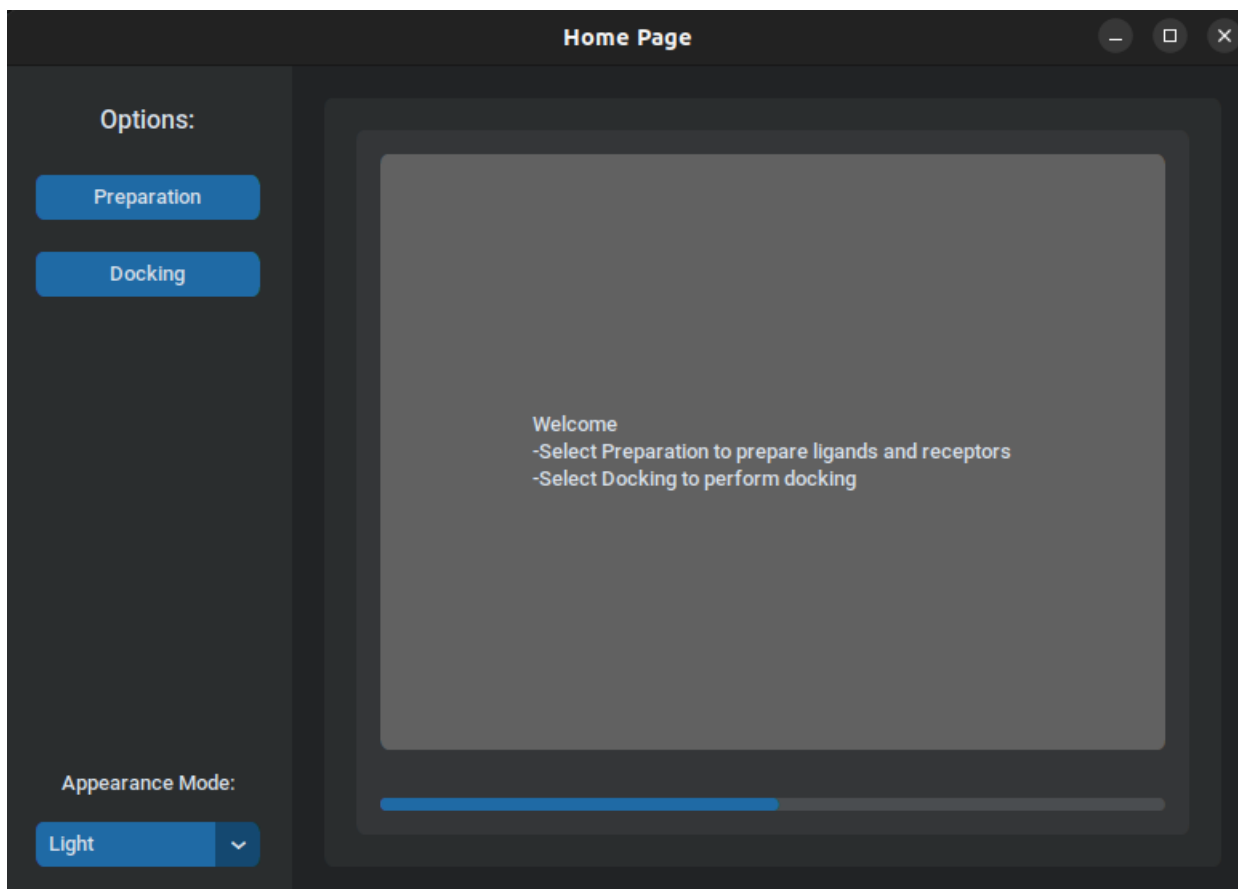 Home Page
Options:
Preparation
Docking
Welcome
-Select Preparation to prepare ligands and receptors
-Select Docking to perform docking
Appearance Mode:
Light